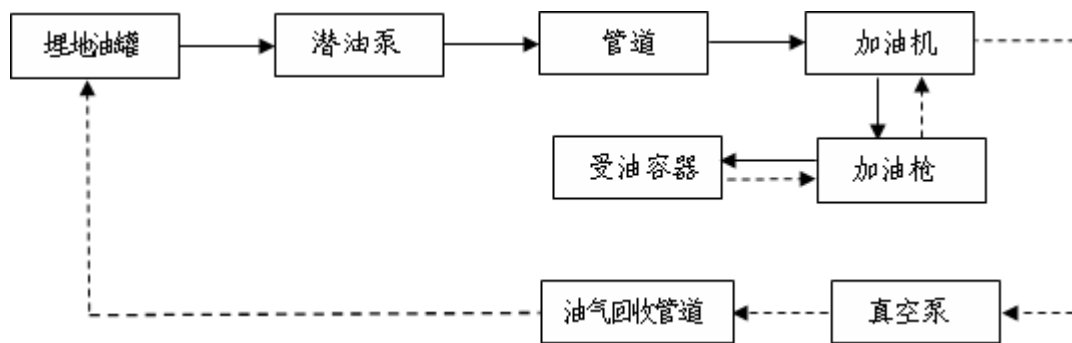 埋地油罐
潜油泵
管道
加油机
受油容器
加油枪
油气回收管道
真空泵